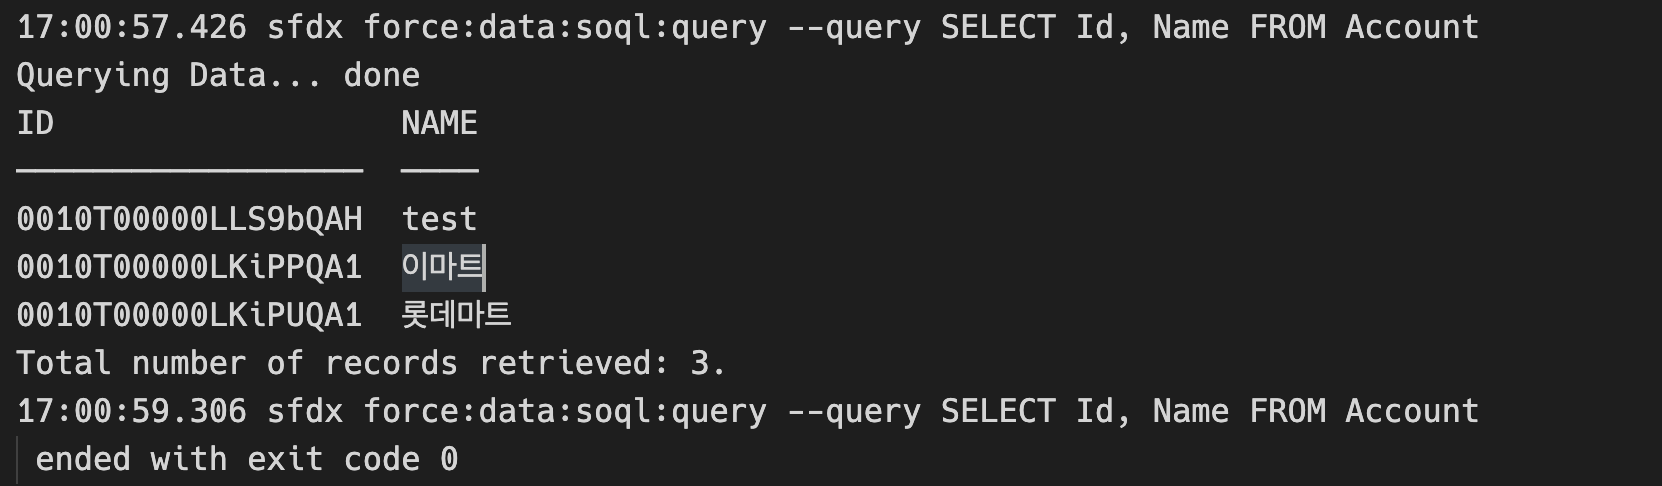 17:00:57.426 sfdx force:data:soql:query --query SELECT Id, Name FROM Account
Querying Data... done
ID NAME
────────────────── ────
0010T00000LLS9bQAH test
0010T00000LKiPPQA1 이마트
0010T00000LKiPUQA1 롯데마트
Total number of records retrieved: 3.
17:00:59.306 sfdx force:data:soql:query --query SELECT Id, Name FROM Account
ended with exit code 0